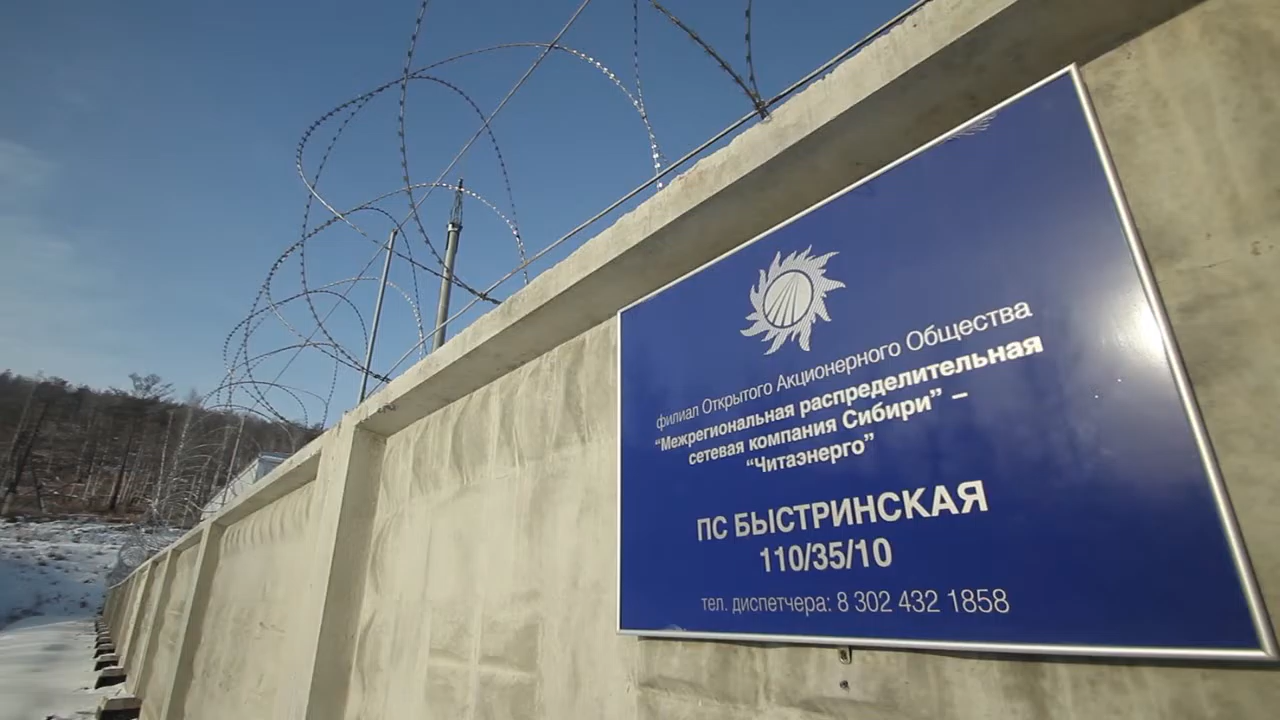 филиал Открытого Акционерного Общества
“Межрегиональная распределительная
сетевая компания Сибири” –
“Читаэнерго”
ПС БЫСТРИНСКАЯ
110/35/10
тел. диспетчера: 8 302 432 1858